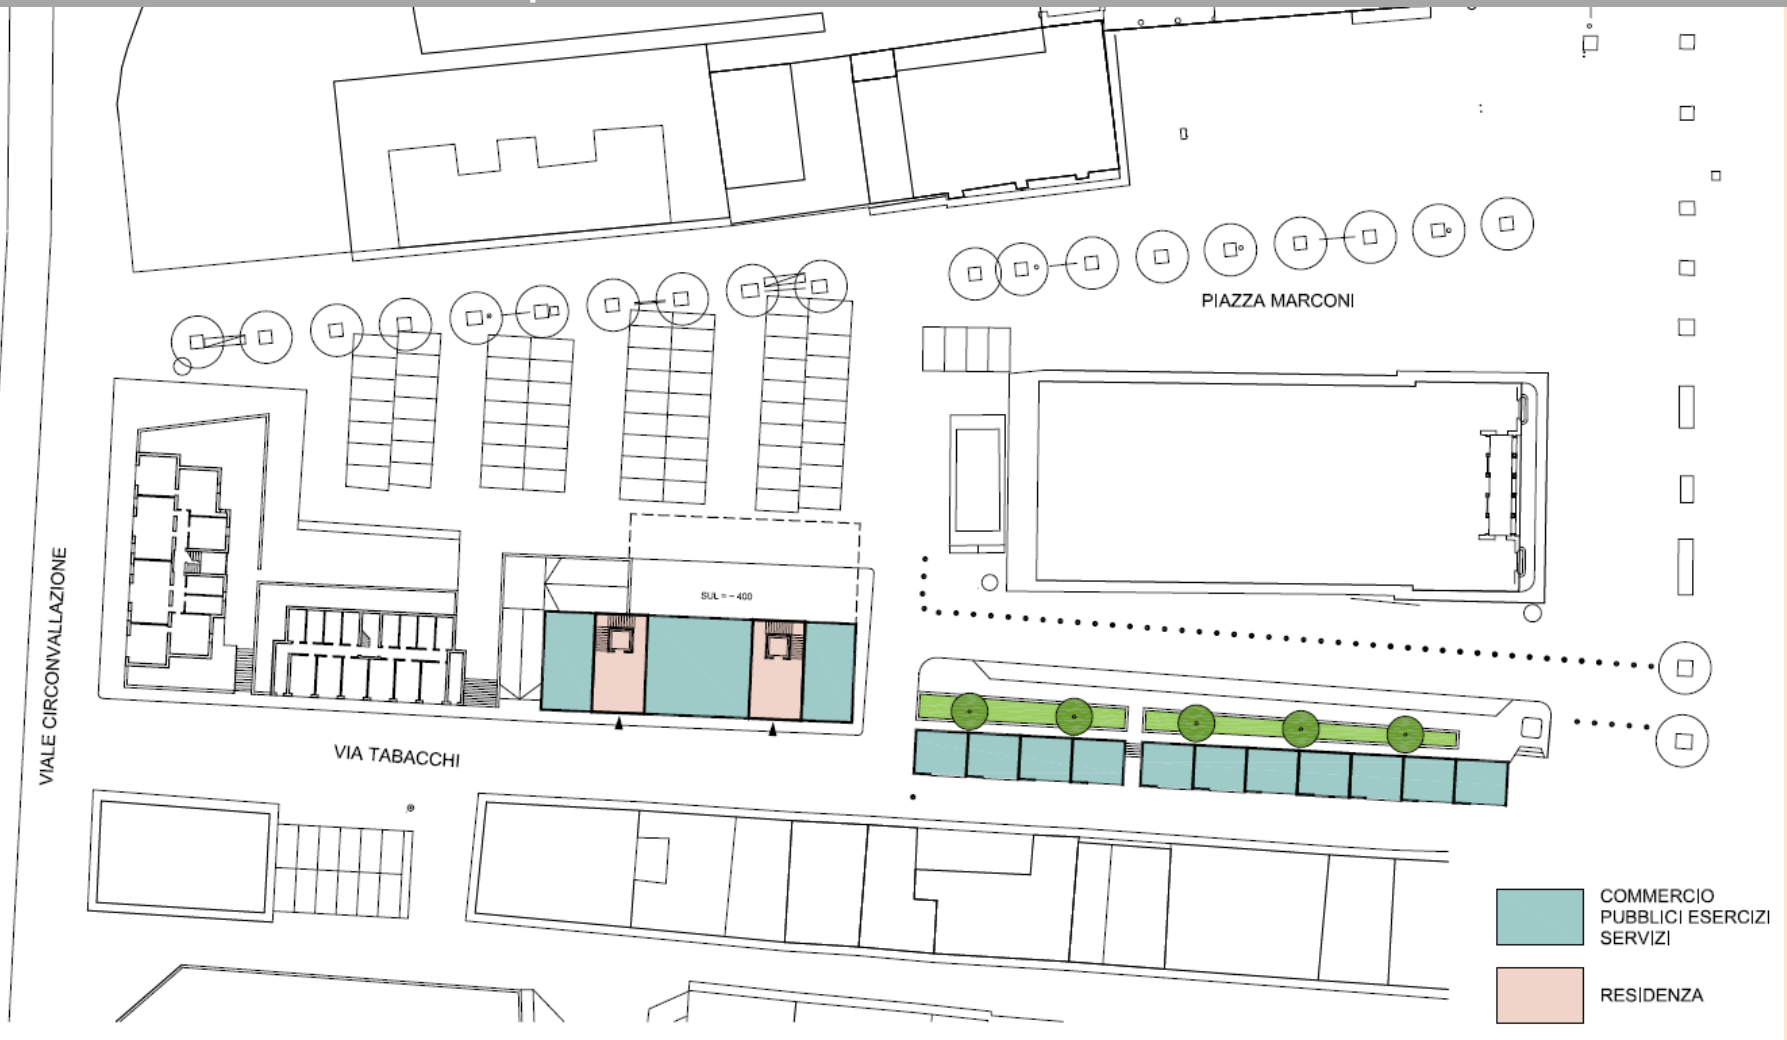 PIAZZA MARCONI
VIALE CIRCONVALLAZIONE
SUL = ~ 400
VIA TABACCHI
COMMERCIO
PUBBLICI ESERCIZI
SERVIZI
RESIDENZA